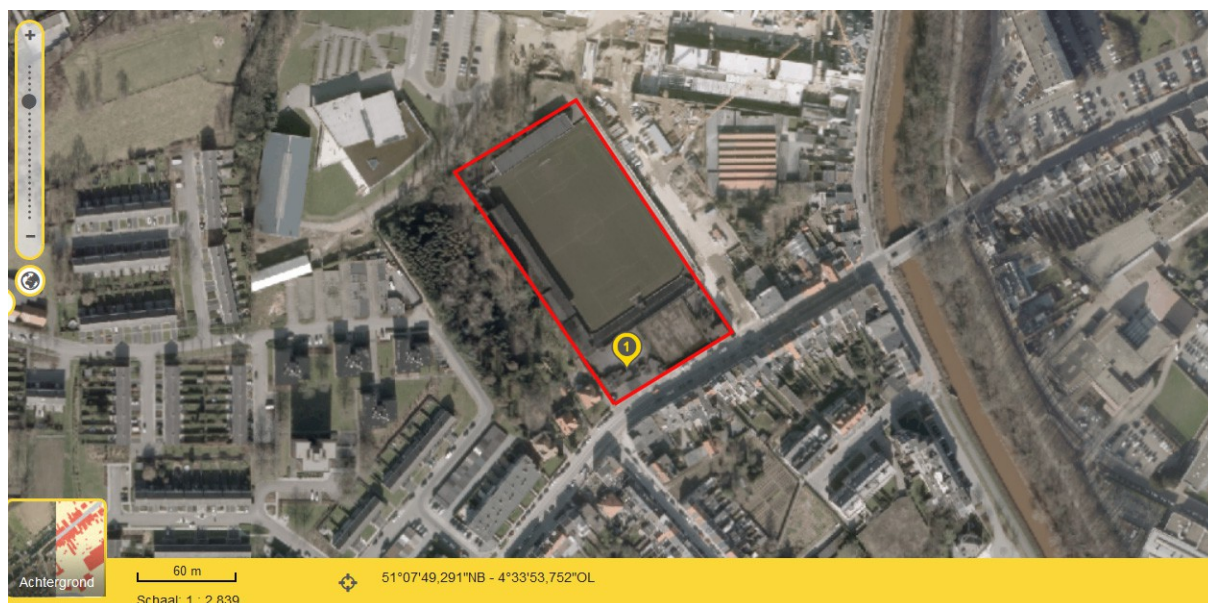 +
−
1
Achtergrond
60 m
Schaal: 1 : 2.839
51°07'49,291"NB - 4°33'53,752"OL